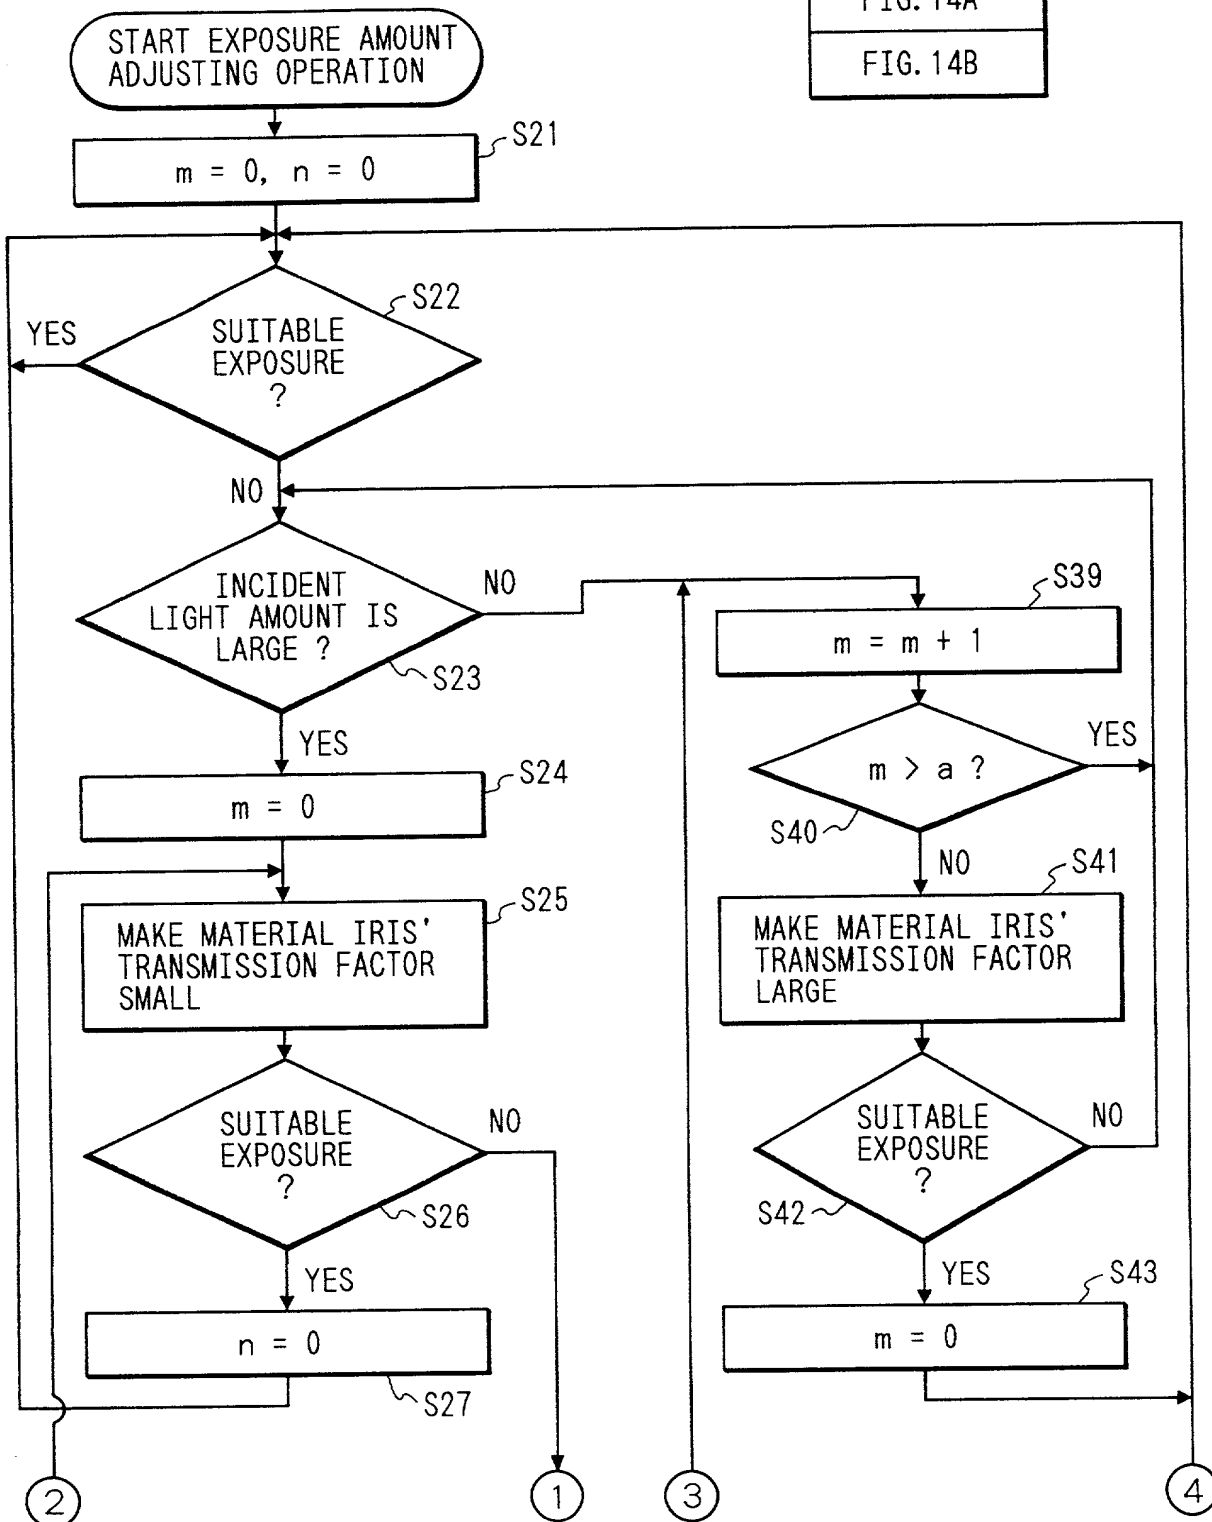 FIG. 14A
FIG. 14B
START EXPOSURE AMOUNT
ADJUSTING OPERATION
S21
m = 0, n = 0
S22
YES
SUITABLE
EXPOSURE
?
NO
INCIDENT
LIGHT AMOUNT IS
LARGE ?
NO
S23
YES
S24
m = 0
S25
MAKE MATERIAL IRIS'
TRANSMISSION FACTOR
SMALL
SUITABLE
EXPOSURE
?
NO
S26
YES
n = 0
S27
S39
m = m + 1
m > a ?
YES
S40
NO
S41
MAKE MATERIAL IRIS'
TRANSMISSION FACTOR
LARGE
SUITABLE
EXPOSURE
?
NO
S42
YES
S43
m = 0
2
1
3
4